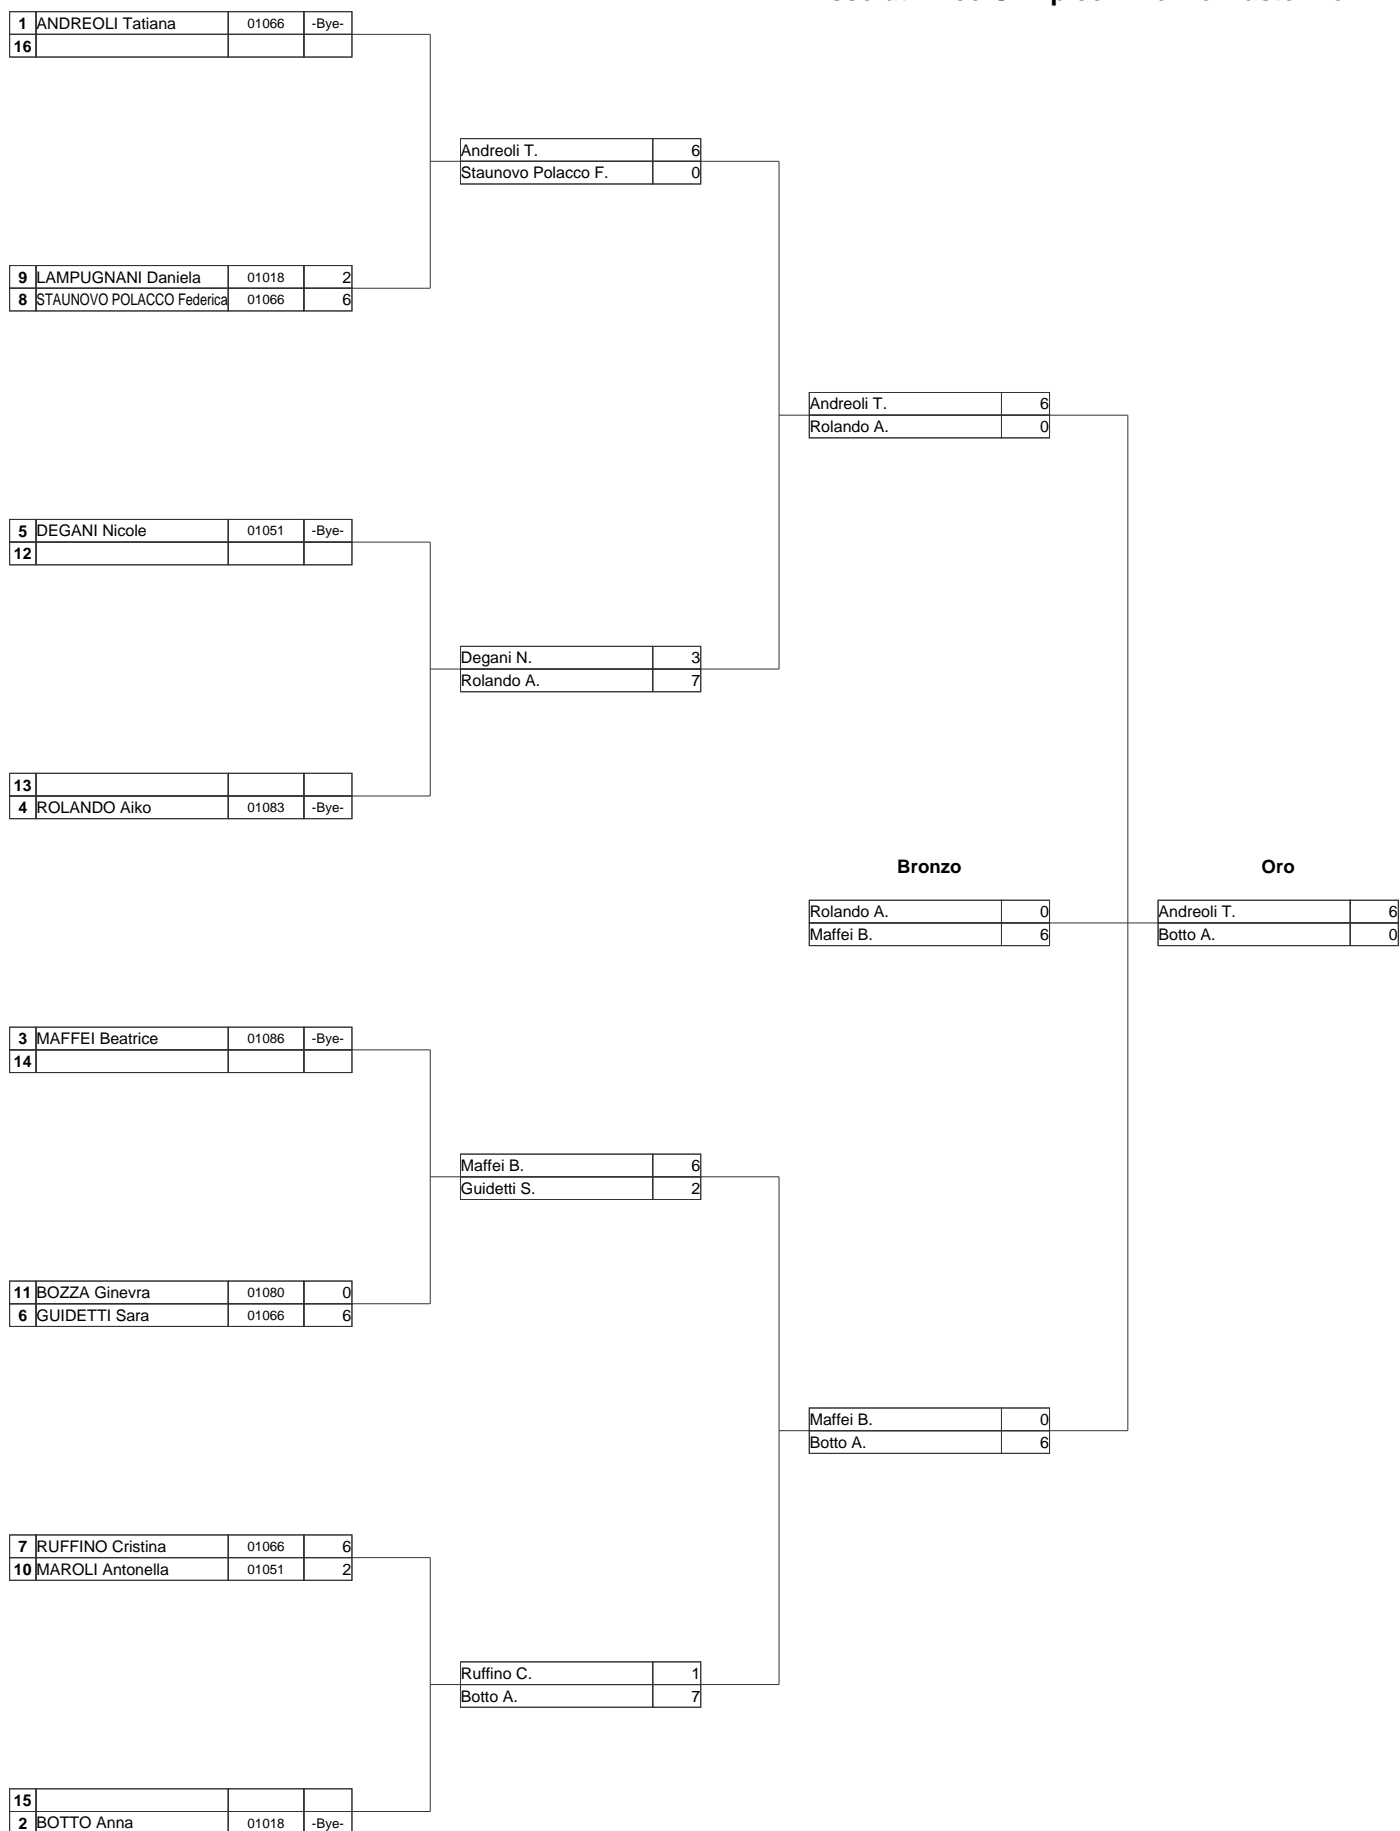 1 ANDREOLI Tatiana 01066 -Bye-
16
Andreoli T. 6
Staunovo Polacco F. 0
9 LAMPUGNANI Daniela 01018 2
8 STAUNOVO POLACCO Federica 01066 6
Andreoli T. 6
Rolando A. 0
5 DEGANI Nicole 01051 -Bye-
12
Degani N. 3
Rolando A. 7
13
4 ROLANDO Aiko 01083 -Bye-
Bronzo Oro
Rolando A. 0 Andreoli T. 6
Maffei B. 6 Botto A. 0
3 MAFFEI Beatrice 01086 -Bye-
14
Maffei B. 6
Guidetti S. 2
11 BOZZA Ginevra 01080 0
6 GUIDETTI Sara 01066 6
Maffei B. 0
Botto A. 6
7 RUFFINO Cristina 01066 6
10 MAROLI Antonella 01051 2
Ruffino C. 1
Botto A. 7
15
2 BOTTO Anna 01018 -Bye-